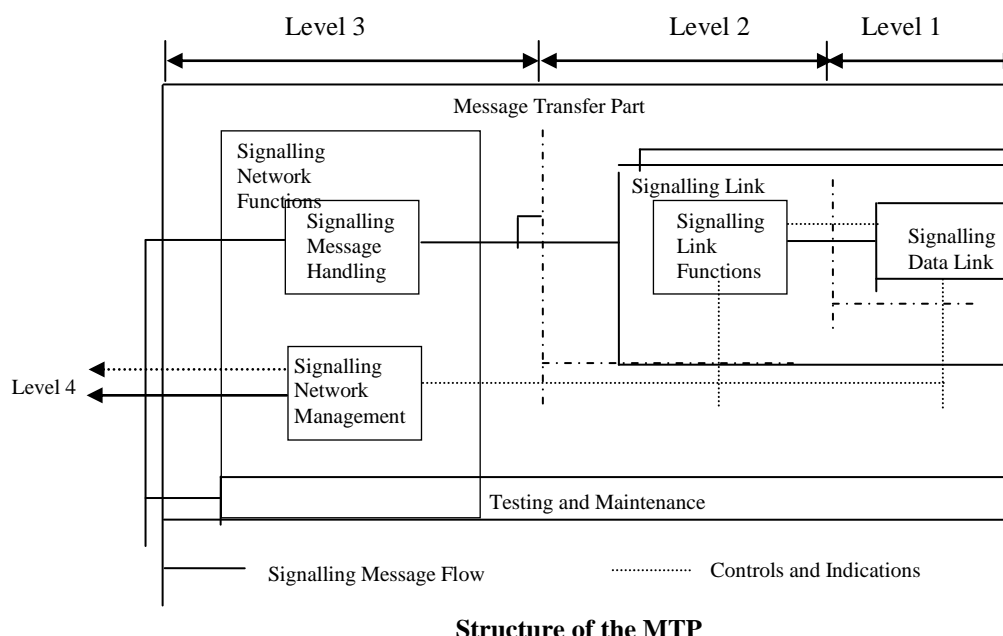 Level 3
Level 2
Level 1
Message Transfer Part
Signalling
Network
Functions
Signalling
Message
Handling
Signalling Link
Signalling
Link
Functions
Signalling
Data Link
Level 4
Signalling
Network
Management
Testing and Maintenance
Signalling Message Flow
Controls and Indications
Structure of the MTP